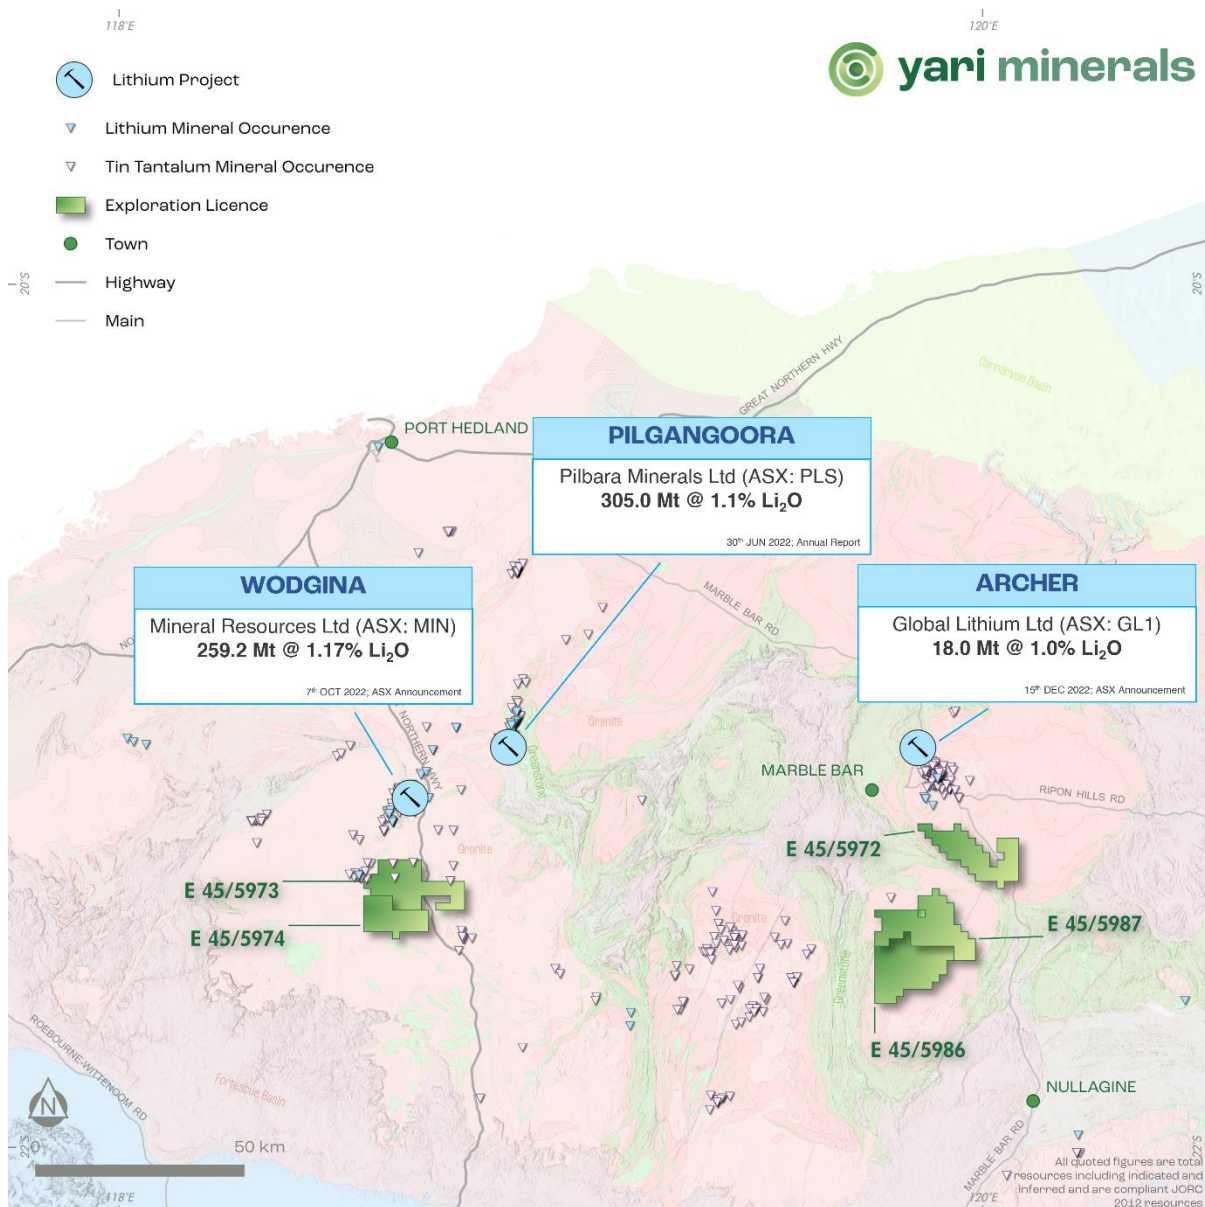 118°E
120°E
yari minerals
Lithium Project
Lithium Mineral Occurence
Tin Tantalum Mineral Occurence
Exploration Licence
Town
Highway
Main
20°S
20°S
GREAT NORTHERN HWY
Carnarvon Basin
PORT HEDLAND
PILGANGOORA
Pilbara Minerals Ltd (ASX: PLS)
305.0 Mt @ 1.1% Li₂O
30th JUN 2022; Annual Report
WODGINA
Mineral Resources Ltd (ASX: MIN)
259.2 Mt @ 1.17% Li₂O
7th OCT 2022; ASX Announcement
ARCHER
Global Lithium Ltd (ASX: GL1)
18.0 Mt @ 1.0% Li₂O
15th DEC 2022; ASX Announcement
MARBLE BAR RD
NO
NORTHERN HWY
Granite
Greenstone
MARBLE BAR
RIPON HILLS RD
E 45/5972
Granite
E 45/5973
E 45/5974
Granite
E 45/5987
Greenstone
E 45/5986
ROEBOURNE-WITTENOOM RD
Fortescue Basin
NULLAGINE
N
MARBLE BAR RD
0
50 km
22°S
22°S
118°E
120°E
All quoted figures are total
resources including indicated and
inferred and are compliant JORC
2012 resources